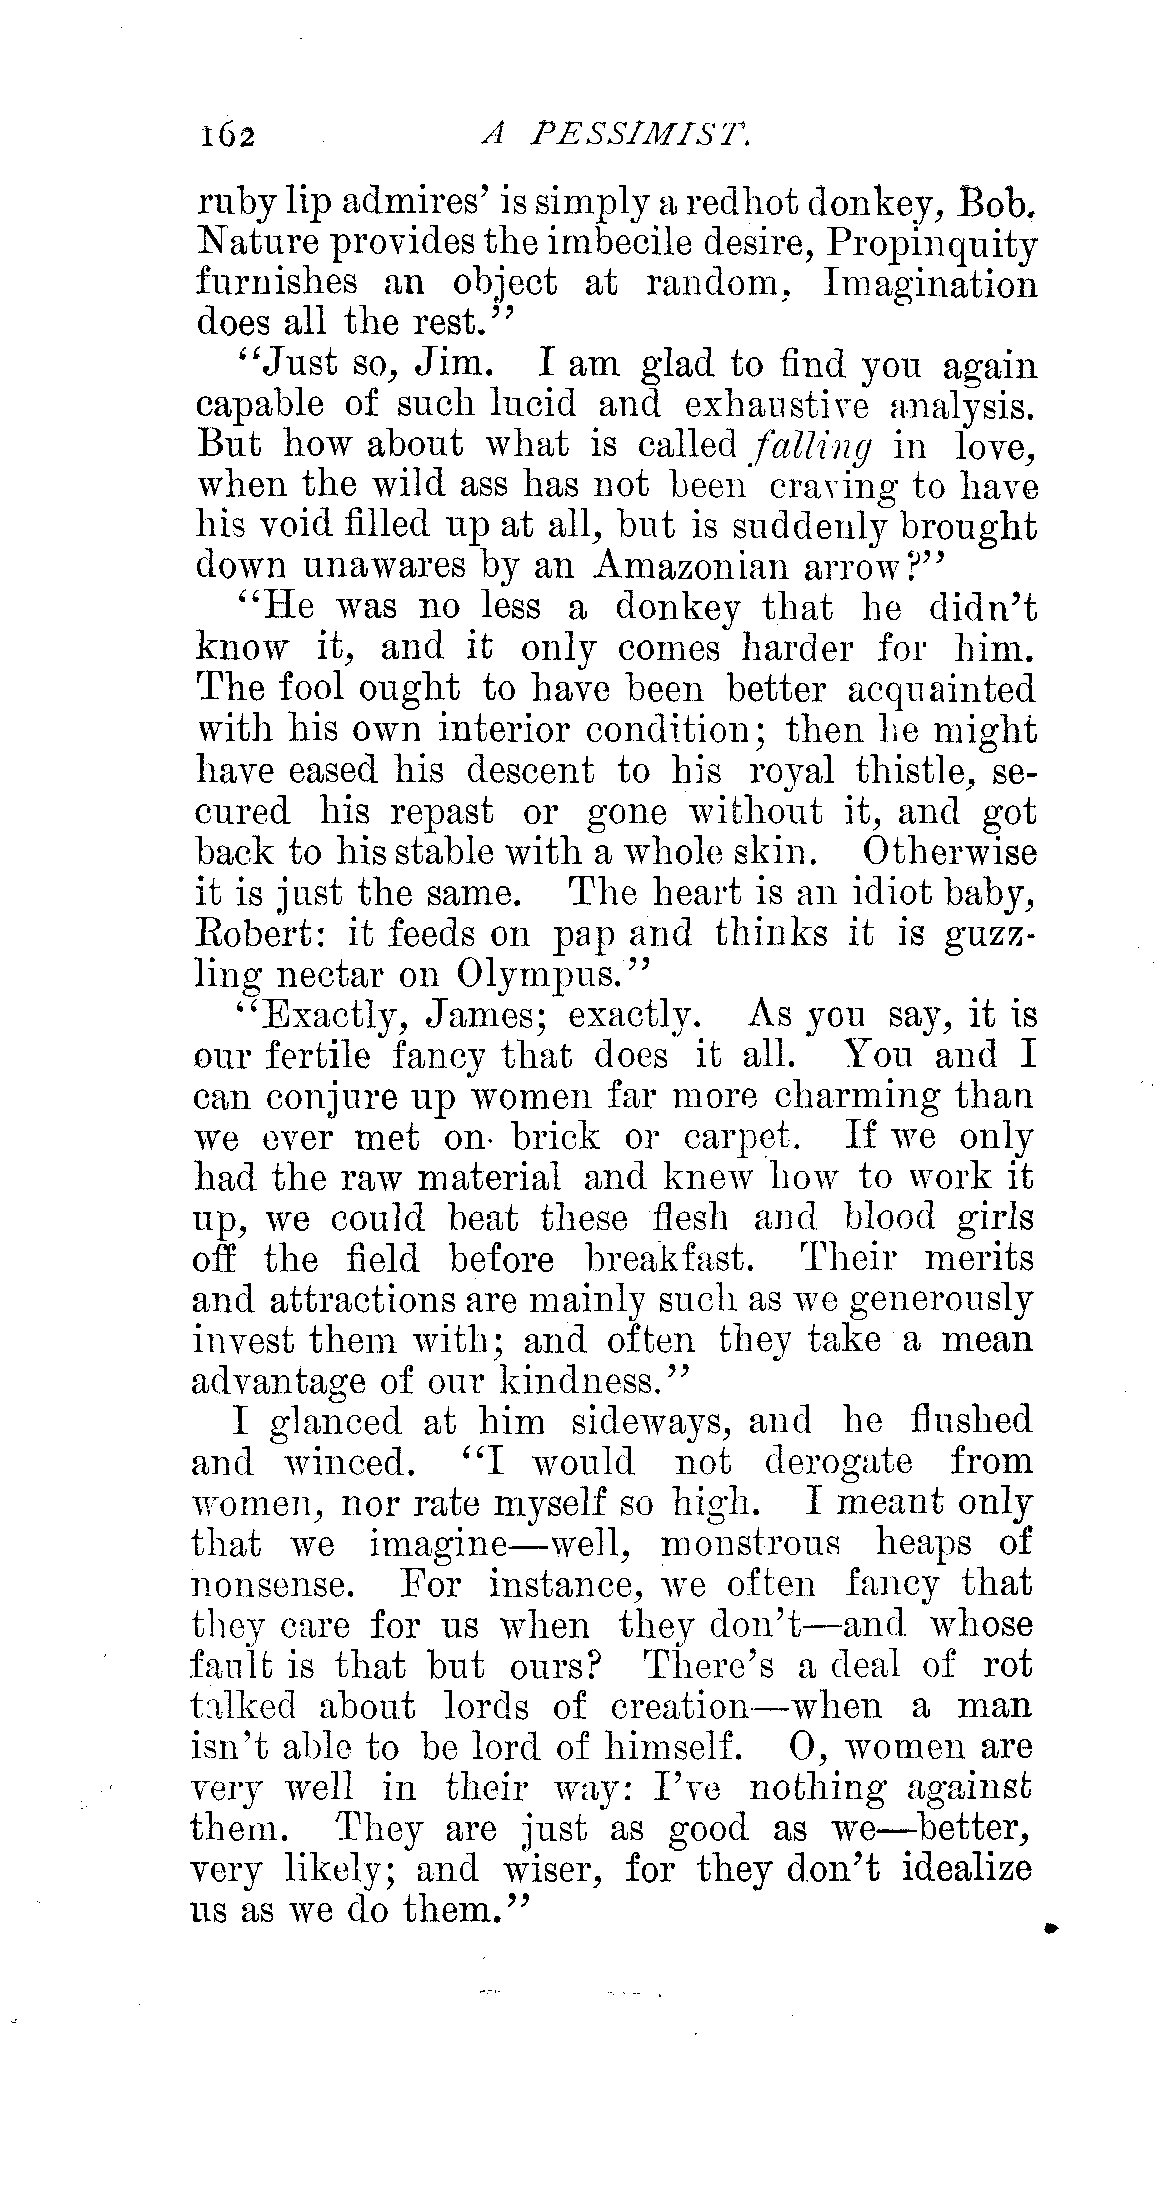 162 A PESSIMIST.
ruby lip admires' is simply a redhot donkey, Bob.
Nature provides the imbecile desire, Propinquity
furnishes an object at random, Imagination
does all the rest."
"Just so, Jim. I am glad to find you again
capable of such lucid and exhaustive analysis.
But how about what is called falling in love,
when the wild ass has not been craving to have
his void filled up at all, but is suddenly brought
down unawares by an Amazonian arrow?"
"He was no less a donkey that he didn't
know it, and it only comes harder for him.
The fool ought to have been better acquainted
with his own interior condition; then he might
have eased his descent to his royal thistle, se-
cured his repast or gone without it, and got
back to his stable with a whole skin. Otherwise
it is just the same. The heart is an idiot baby,
Robert: it feeds on pap and thinks it is guzz-
ling nectar on Olympus."
"Exactly, James; exactly. As you say, it is
our fertile fancy that does it all. You and I
can conjure up women far more charming than
we ever met on brick or carpet. If we only
had the raw material and knew how to work it
up, we could beat these flesh and blood girls
off the field before breakfast. Their merits
and attractions are mainly such as we generously
invest them with; and often they take a mean
advantage of our kindness."
I glanced at him sideways, and he flushed
and winced. "I would not derogate from
women, nor rate myself so high. I meant only
that we imagine—well, monstrous heaps of
nonsense. For instance, we often fancy that
they care for us when they don't—and whose
fault is that but ours? There's a deal of rot
talked about lords of creation—when a man
isn't able to be lord of himself. O, women are
very well in their way: I've nothing against
them. They are just as good as we—better,
very likely; and wiser, for they don't idealize
us as we do them."